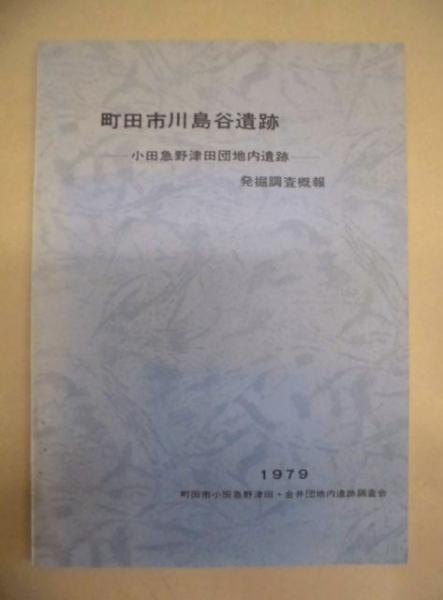 町田市川島谷遺跡
―小田急野津田団地内遺跡―
発掘調査概報
1979
町田市小田急野津田・金井団地内遺跡調査会